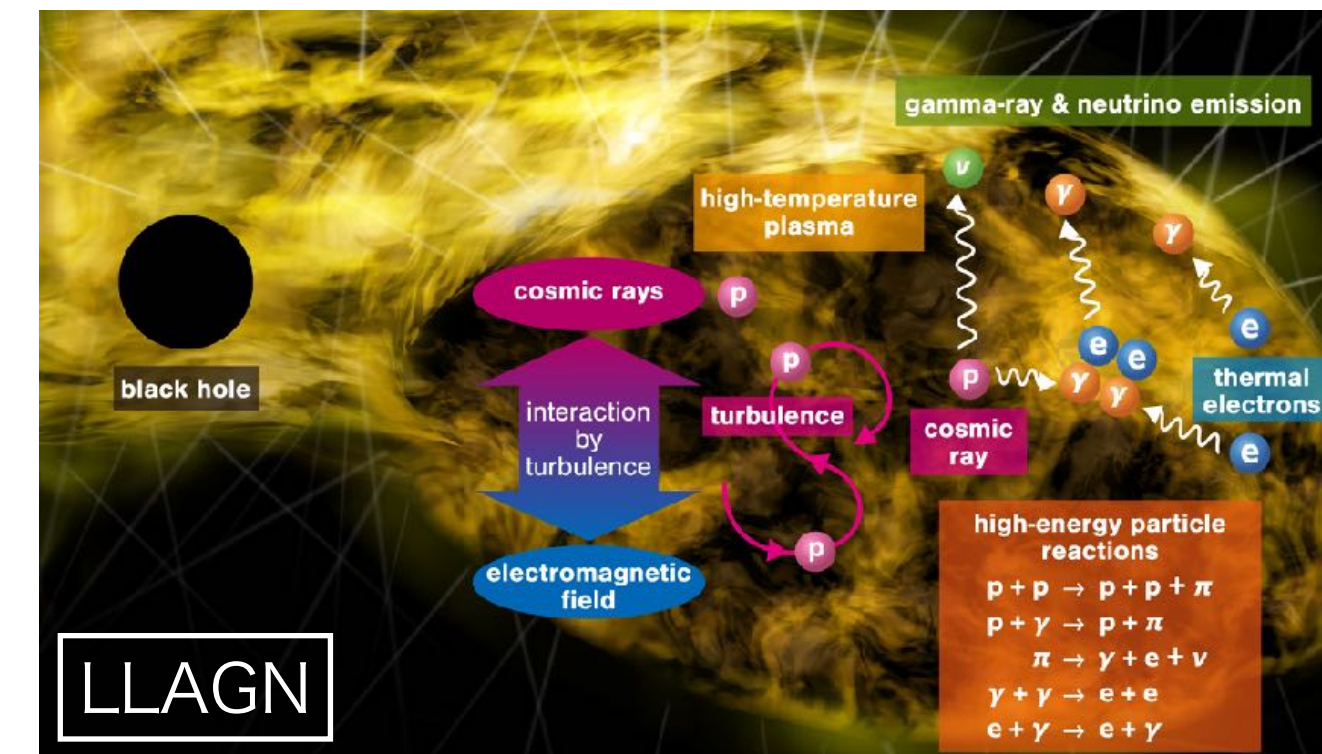 gamma-ray & neutrino emission
ν
γ
γ
high-temperature
plasma
cosmic rays
p
e
e
e
p
p
γ
γ
thermal
electrons
black hole
interaction
by
turbulence
turbulence
cosmic
ray
e
p
electromagnetic
field
high-energy particle
reactions
p + p → p + p + π
p + γ → p + π
π → γ + e + ν
γ + γ → e + e
e + γ → e + γ
LLAGN